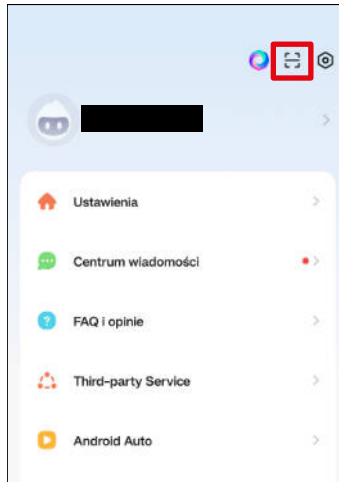 Ustawienia
Centrum wiadomości
FAQ i opinie
Third-party Service
Android Auto